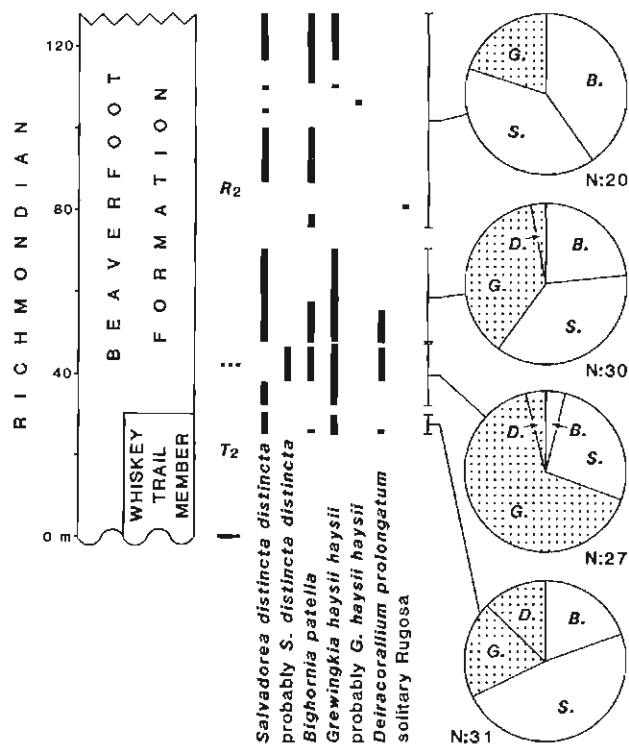 RICHMONDIAN
120
80
40
0 m
BEAVERFOOT
FORMATION
WHISKEY
TRAIL
MEMBER
R2
T2
Salvadorea distincta distincta
probably S. distincta distincta
Bighornia patella
Grewingkia haysii haysii
probably G. haysii haysii
Deiracorallium prolongatum
solitary Rugosa
G.
B.
S.
N:20
D.
B.
G.
S.
N:30
D.
B.
S.
G.
N:27
D.
B.
G.
S.
N:31